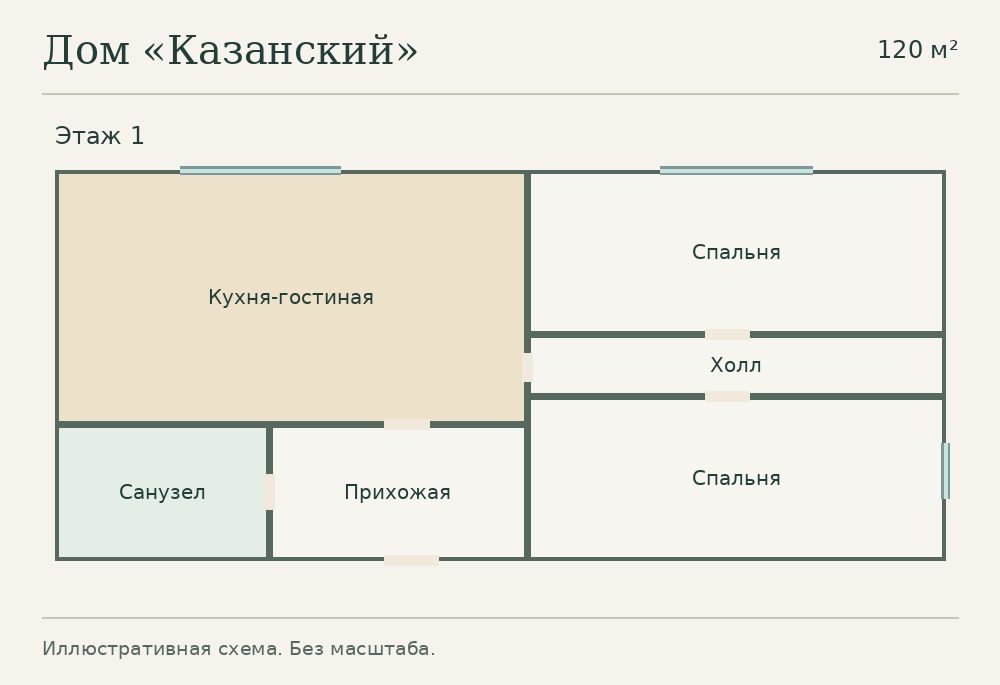 Дом «Казанский»
120 м²
Этаж 1
Спальня
Кухня-гостиная
Холл
Спальня
Санузел
Прихожая
Иллюстративная схема. Без масштаба.